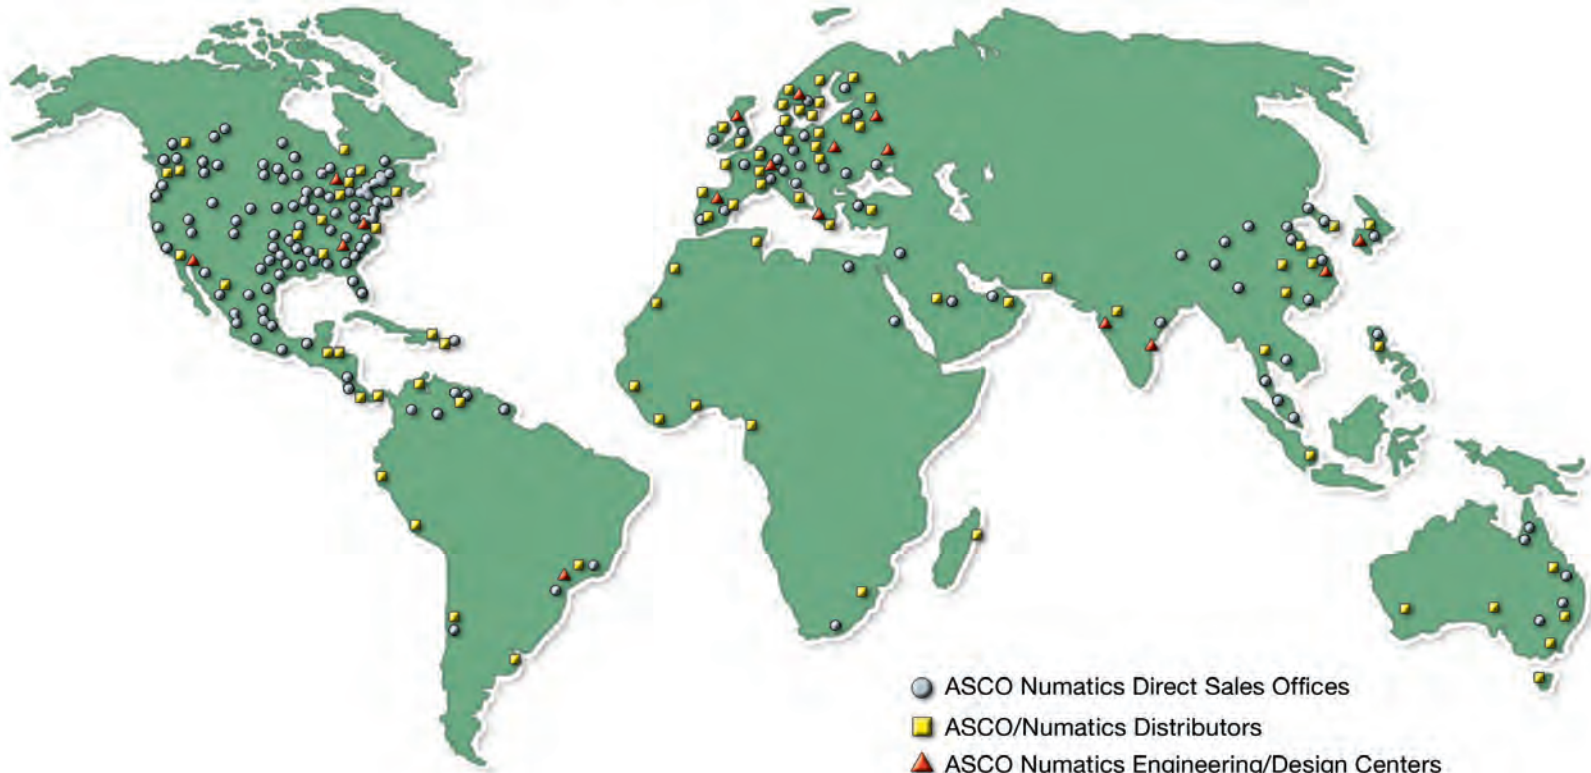 ASCO Numatics Direct Sales Offices
ASCO/Numatics Distributors
ASCO Numatics Engineering/Design Centers